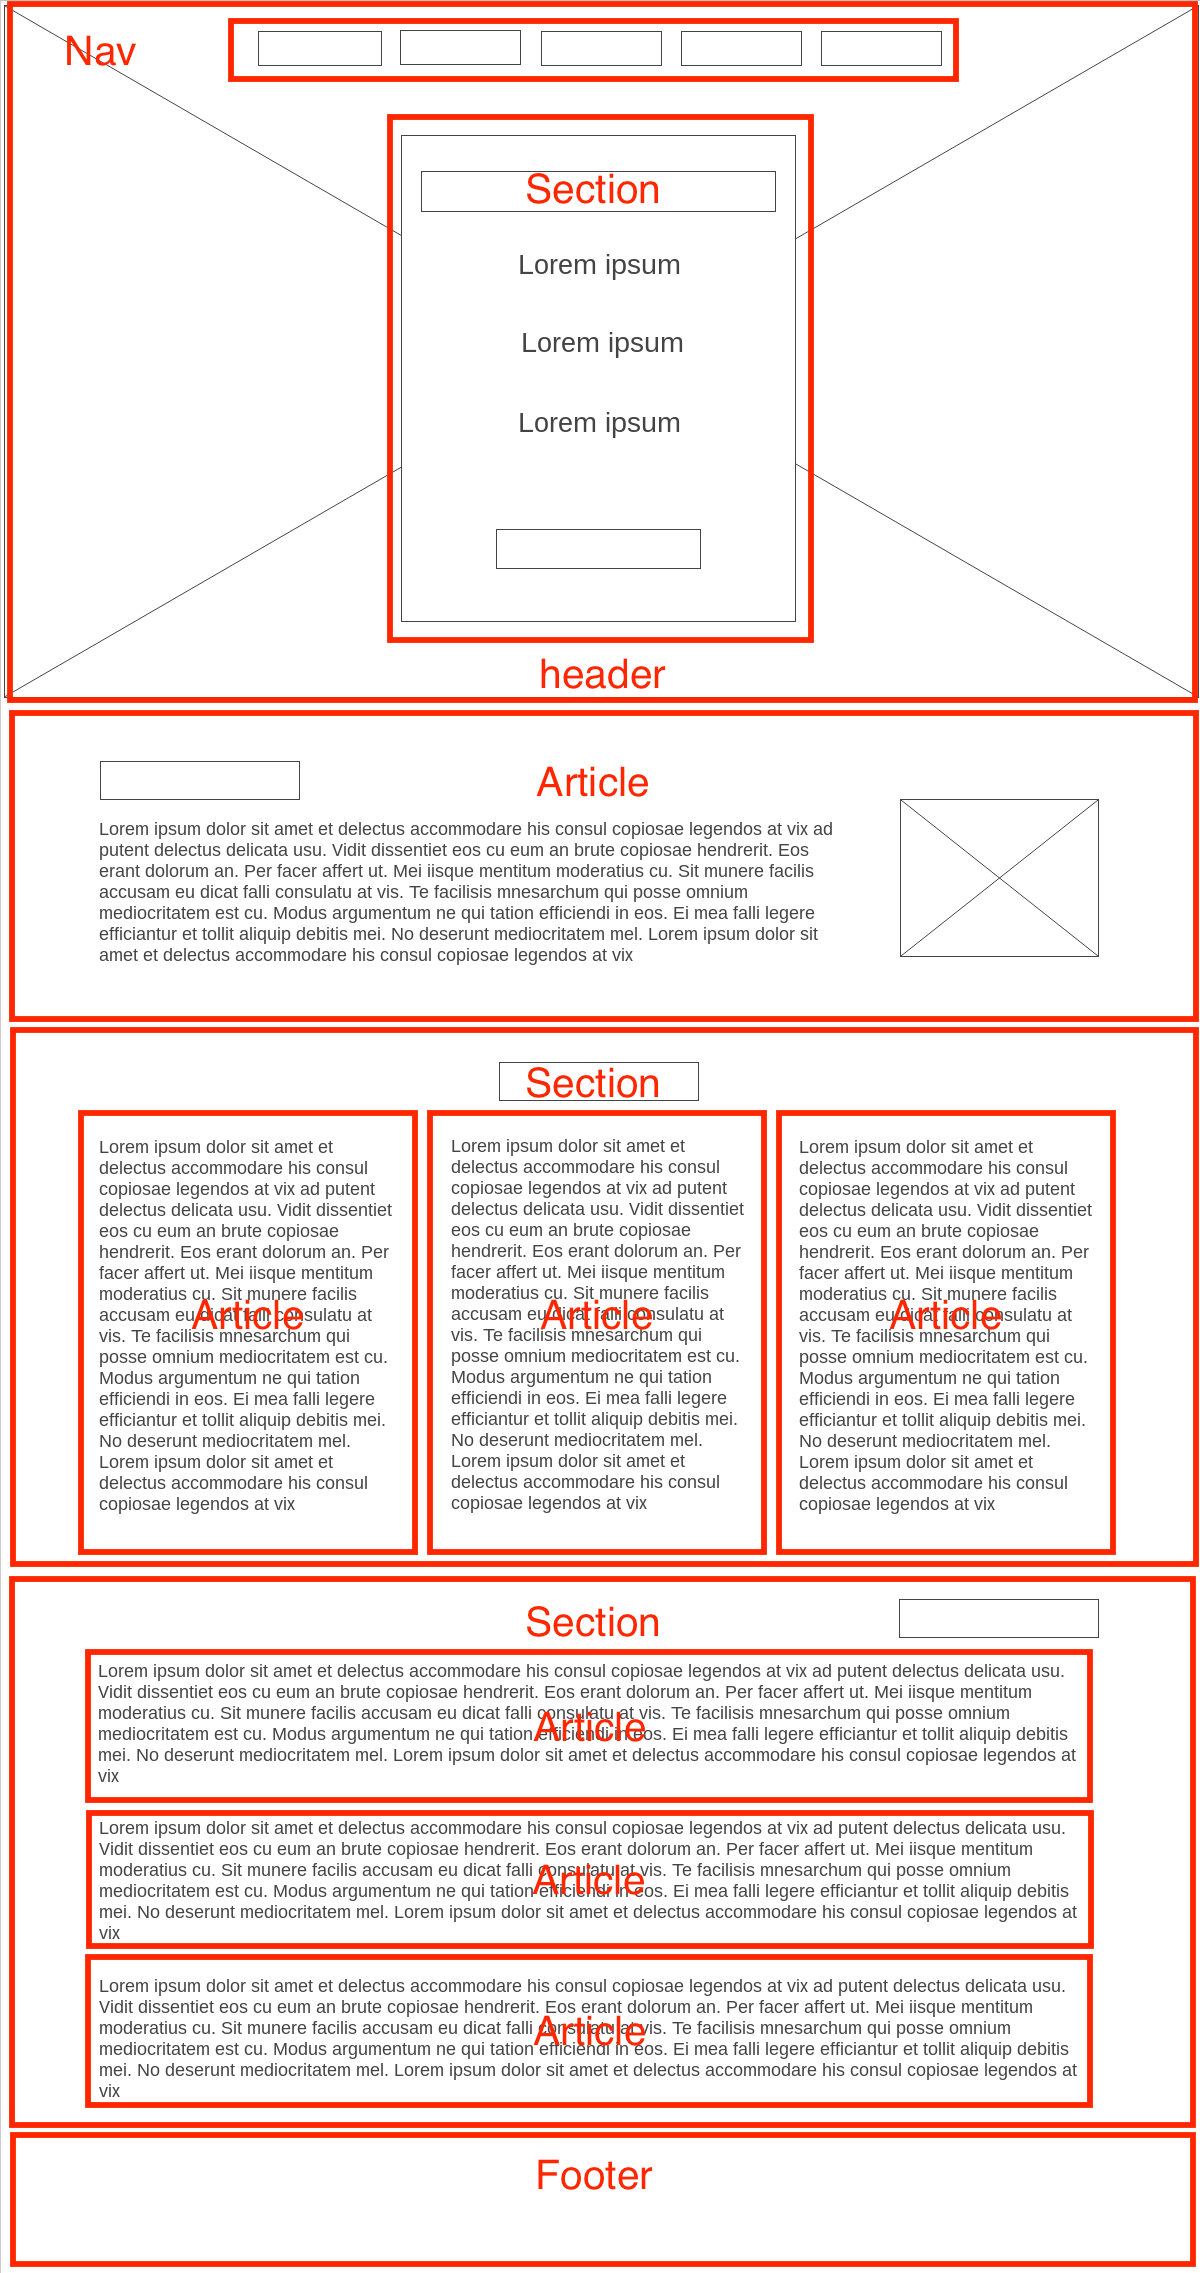 Nav
Section
Lorem ipsum
Lorem ipsum
Lorem ipsum
header
Article
Lorem ipsum dolor sit amet et delectus accommodare his consul copiosae legendos at vix ad
putent delectus delicata usu. Vidit dissentiet eos cu eum an brute copiosae hendrerit. Eos
erant dolorum an. Per facer affert ut. Mei iisque mentitum moderatius cu. Sit munere facilis
accusam eu dicat falli consulatu at vis. Te facilisis mnesarchum qui posse omnium
mediocritatem est cu. Modus argumentum ne qui tation efficiendi in eos. Ei mea falli legere
efficiantur et tollit aliquip debitis mei. No deserunt mediocritatem mel. Lorem ipsum dolor sit
amet et delectus accommodare his consul copiosae legendos at vix
Section
Lorem ipsum dolor sit amet et
delectus accommodare his consul
copiosae legendos at vix ad putent
delectus delicata usu. Vidit dissentiet
eos cu eum an brute copiosae
hendrerit. Eos erant dolorum an. Per
facer affert ut. Mei iisque mentitum
moderatius cu. Sit munere facilis
accusam eu dicat falli consulatu at
Article
vis. Te facilisis mnesarchum qui
posse omnium mediocritatem est cu.
Modus argumentum ne qui tation
efficiendi in eos. Ei mea falli legere
efficiantur et tollit aliquip debitis mei.
No deserunt mediocritatem mel.
Lorem ipsum dolor sit amet et
delectus accommodare his consul
copiosae legendos at vix
Lorem ipsum dolor sit amet et
delectus accommodare his consul
copiosae legendos at vix ad putent
delectus delicata usu. Vidit dissentiet
eos cu eum an brute copiosae
hendrerit. Eos erant dolorum an. Per
facer affert ut. Mei iisque mentitum
moderatius cu. Sit munere facilis
accusam eu dicat falli consulatu at
Article
vis. Te facilisis mnesarchum qui
posse omnium mediocritatem est cu.
Modus argumentum ne qui tation
efficiendi in eos. Ei mea falli legere
efficiantur et tollit aliquip debitis mei.
No deserunt mediocritatem mel.
Lorem ipsum dolor sit amet et
delectus accommodare his consul
copiosae legendos at vix
Lorem ipsum dolor sit amet et
delectus accommodare his consul
copiosae legendos at vix ad putent
delectus delicata usu. Vidit dissentiet
eos cu eum an brute copiosae
hendrerit. Eos erant dolorum an. Per
facer affert ut. Mei iisque mentitum
moderatius cu. Sit munere facilis
accusam eu dicat falli consulatu at
Article
vis. Te facilisis mnesarchum qui
posse omnium mediocritatem est cu.
Modus argumentum ne qui tation
efficiendi in eos. Ei mea falli legere
efficiantur et tollit aliquip debitis mei.
No deserunt mediocritatem mel.
Lorem ipsum dolor sit amet et
delectus accommodare his consul
copiosae legendos at vix
Section
Lorem ipsum dolor sit amet et delectus accommodare his consul copiosae legendos at vix ad putent delectus delicata usu.
Vidit dissentiet eos cu eum an brute copiosae hendrerit. Eos erant dolorum an. Per facer affert ut. Mei iisque mentitum
moderatius cu. Sit munere facilis accusam eu dicat falli consulatu at vis. Te facilisis mnesarchum qui posse omnium
Article
mediocritatem est cu. Modus argumentum ne qui tation efficiendi in eos. Ei mea falli legere efficiantur et tollit aliquip debitis
mei. No deserunt mediocritatem mel. Lorem ipsum dolor sit amet et delectus accommodare his consul copiosae legendos at
vix
Lorem ipsum dolor sit amet et delectus accommodare his consul copiosae legendos at vix ad putent delectus delicata usu.
Vidit dissentiet eos cu eum an brute copiosae hendrerit. Eos erant dolorum an. Per facer affert ut. Mei iisque mentitum
moderatius cu. Sit munere facilis accusam eu dicat falli consulatu at vis. Te facilisis mnesarchum qui posse omnium
Article
mediocritatem est cu. Modus argumentum ne qui tation efficiendi in eos. Ei mea falli legere efficiantur et tollit aliquip debitis
mei. No deserunt mediocritatem mel. Lorem ipsum dolor sit amet et delectus accommodare his consul copiosae legendos at
vix
Lorem ipsum dolor sit amet et delectus accommodare his consul copiosae legendos at vix ad putent delectus delicata usu.
Vidit dissentiet eos cu eum an brute copiosae hendrerit. Eos erant dolorum an. Per facer affert ut. Mei iisque mentitum
moderatius cu. Sit munere facilis accusam eu dicat falli consulatu at vis. Te facilisis mnesarchum qui posse omnium
Article
mediocritatem est cu. Modus argumentum ne qui tation efficiendi in eos. Ei mea falli legere efficiantur et tollit aliquip debitis
mei. No deserunt mediocritatem mel. Lorem ipsum dolor sit amet et delectus accommodare his consul copiosae legendos at
vix
Footer